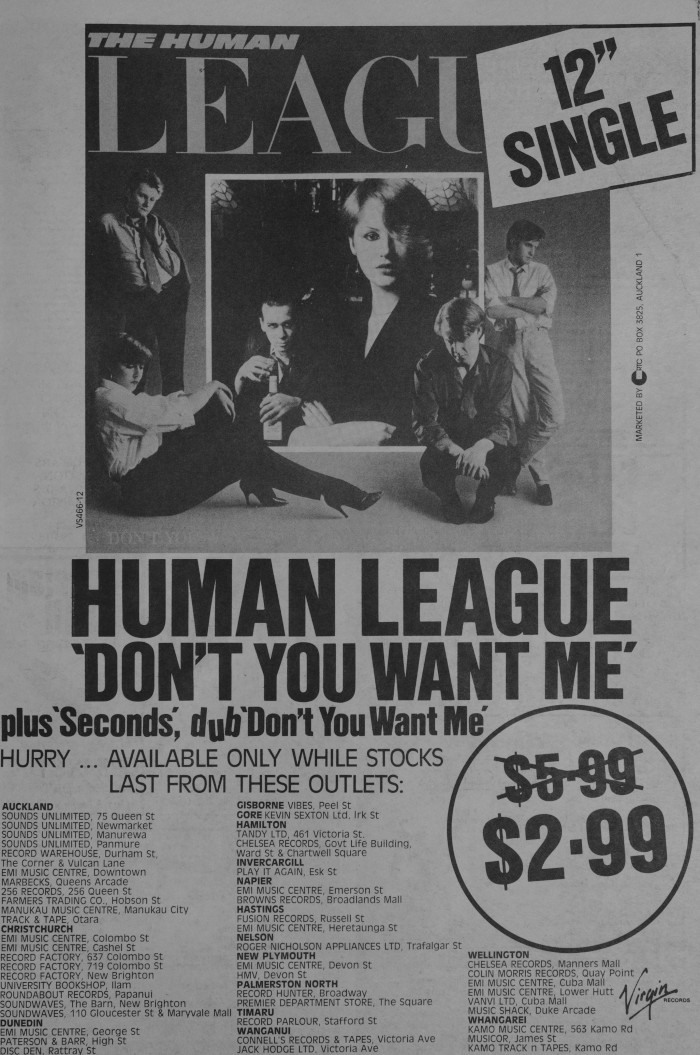 THE HUMAN
LEAGU
12"
SINGLE
VS466-12
DON'T YOU
MARKETED BY RTC PO BOX 3825, AUCKLAND 1
HUMAN LEAGUE
'DON'T YOU WANT ME'
plus 'Seconds', dub 'Don't You Want Me'
HURRY ... AVAILABLE ONLY WHILE STOCKS
LAST FROM THESE OUTLETS:
$5·99
$2·99
AUCKLAND
SOUNDS UNLIMITED, 75 Queen St
SOUNDS UNLIMITED, Newmarket
SOUNDS UNLIMITED, Manurewa
SOUNDS UNLIMITED, Panmure
RECORD WAREHOUSE, Durham St,
The Corner & Vulcan Lane
EMI MUSIC CENTRE, Downtown
MARBECKS, Queens Arcade
256 RECORDS, 256 Queen St
FARMERS TRADING CO., Hobson St
MANUKAU MUSIC CENTRE, Manukau City
TRACK & TAPE, Otara
CHRISTCHURCH
EMI MUSIC CENTRE, Colombo St
EMI MUSIC CENTRE, Cashel St
RECORD FACTORY, 637 Colombo St
RECORD FACTORY, 719 Colombo St
RECORD FACTORY, New Brighton
UNIVERSITY BOOKSHOP, Ilam
ROUNDABOUT RECORDS, Papanui
SOUNDWAVES, The Barn, New Brighton
SOUNDWAVES, 110 Gloucester St & Maryvale Mall
DUNEDIN
EMI MUSIC CENTRE, George St
PATERSON & BARR, High St
DISC DEN, Rattray St
GISBORNE VIBES, Peel St
GORE KEVIN SEXTON Ltd, Irk St
HAMILTON
TANDY LTD, 461 Victoria St.
CHELSEA RECORDS, Govt Life Building,
Ward St & Chartwell Square
INVERCARGILL
PLAY IT AGAIN, Esk St
NAPIER
EMI MUSIC CENTRE, Emerson St
BROWNS RECORDS, Broadlands Mall
HASTINGS
FUSION RECORDS, Russell St
EMI MUSIC CENTRE, Heretaunga St
NELSON
ROGER NICHOLSON APPLIANCES LTD, Trafalgar St
NEW PLYMOUTH
EMI MUSIC CENTRE, Devon St
HMV, Devon St
PALMERSTON NORTH
RECORD HUNTER, Broadway
PREMIER DEPARTMENT STORE, The Square
TIMARU
RECORD PARLOUR, Stafford St
WANGANUI
CONNELL'S RECORDS & TAPES, Victoria Ave
JACK HODGE LTD, Victoria Ave
WELLINGTON
CHELSEA RECORDS, Manners Mall
COLIN MORRIS RECORDS, Quay Point
EMI MUSIC CENTRE, Cuba Mall
EMI MUSIC CENTRE, Lower Hutt
VANVI LTD, Cuba Mall
MUSIC SHACK, Duke Arcade
WHANGAREI
KAMO MUSIC CENTRE, 563 Kamo Rd
MUSICOR, James St
KAMO TRACK n TAPES, Kamo Rd
Virgin
RECORDS